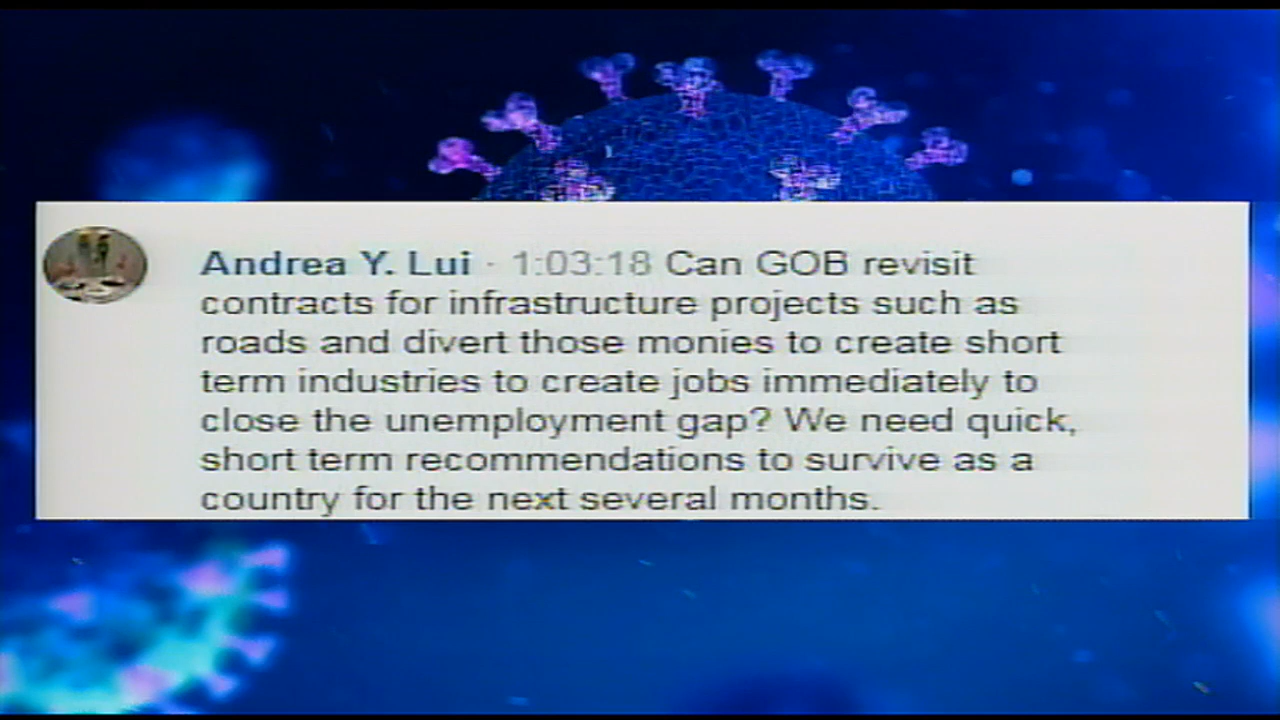 Andrea Y. Lui · 1:03:18 Can GOB revisit
contracts for infrastructure projects such as
roads and divert those monies to create short
term industries to create jobs immediately to
close the unemployment gap? We need quick,
short term recommendations to survive as a
country for the next several months.